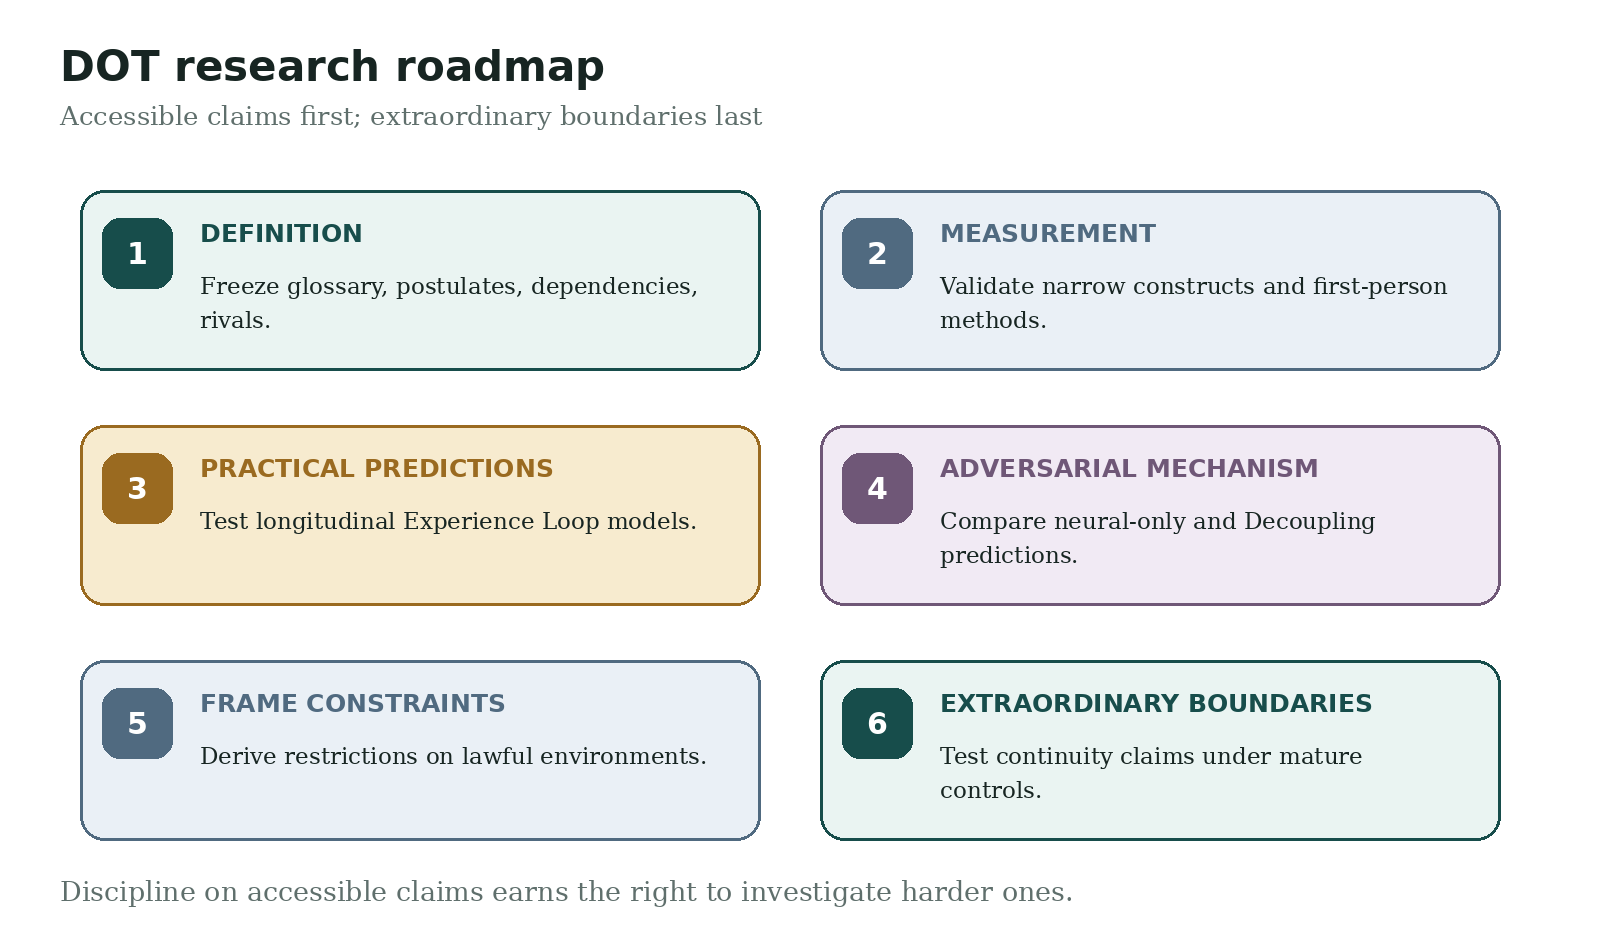 DOT research roadmap
Accessible claims first; extraordinary boundaries last
1
DEFINITION
Freeze glossary, postulates, dependencies,
rivals.
2
MEASUREMENT
Validate narrow constructs and first-person
methods.
3
PRACTICAL PREDICTIONS
Test longitudinal Experience Loop models.
4
ADVERSARIAL MECHANISM
Compare neural-only and Decoupling
predictions.
5
FRAME CONSTRAINTS
Derive restrictions on lawful environments.
6
EXTRAORDINARY BOUNDARIES
Test continuity claims under mature
controls.
Discipline on accessible claims earns the right to investigate harder ones.